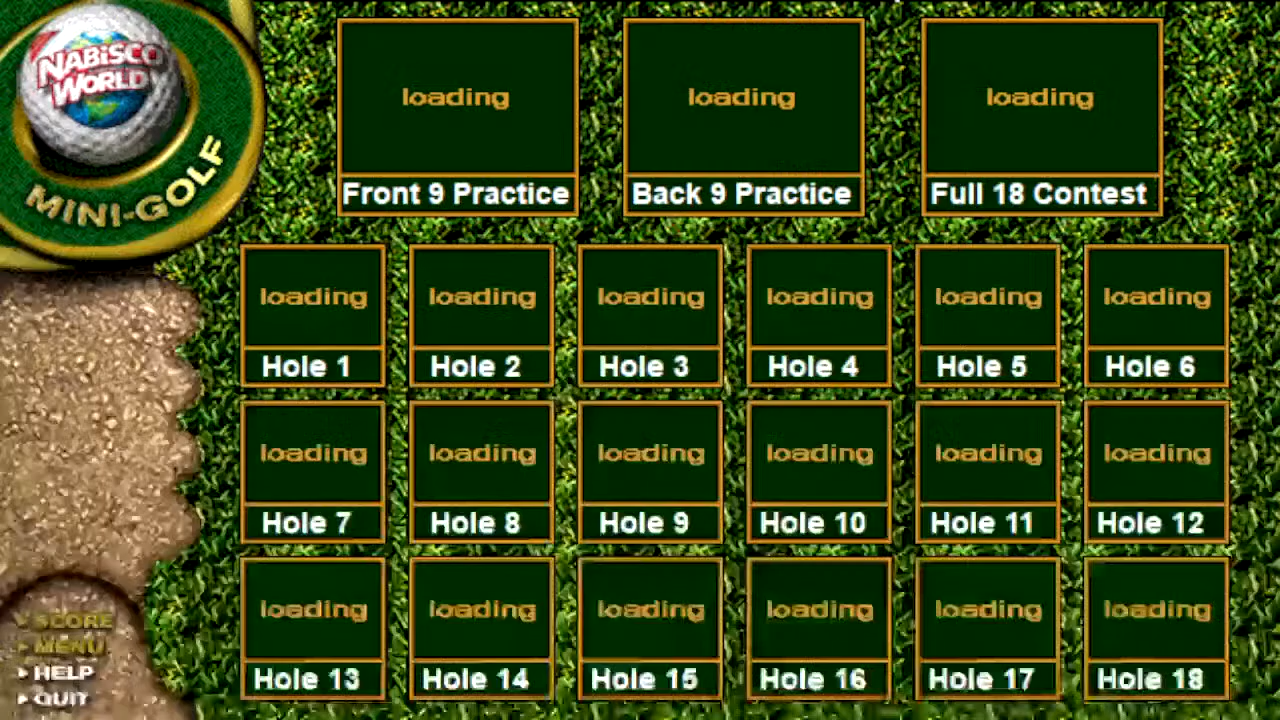 NABISCO
WORLD
MINI-GOLF
loading loading loading
Front 9 Practice Back 9 Practice Full 18 Contest
loading loading loading loading loading loading
Hole 1 Hole 2 Hole 3 Hole 4 Hole 5 Hole 6
loading loading loading loading loading loading
Hole 7 Hole 8 Hole 9 Hole 10 Hole 11 Hole 12
loading loading loading loading loading loading
Hole 13 Hole 14 Hole 15 Hole 16 Hole 17 Hole 18
SCORE
MENU
HELP
QUIT